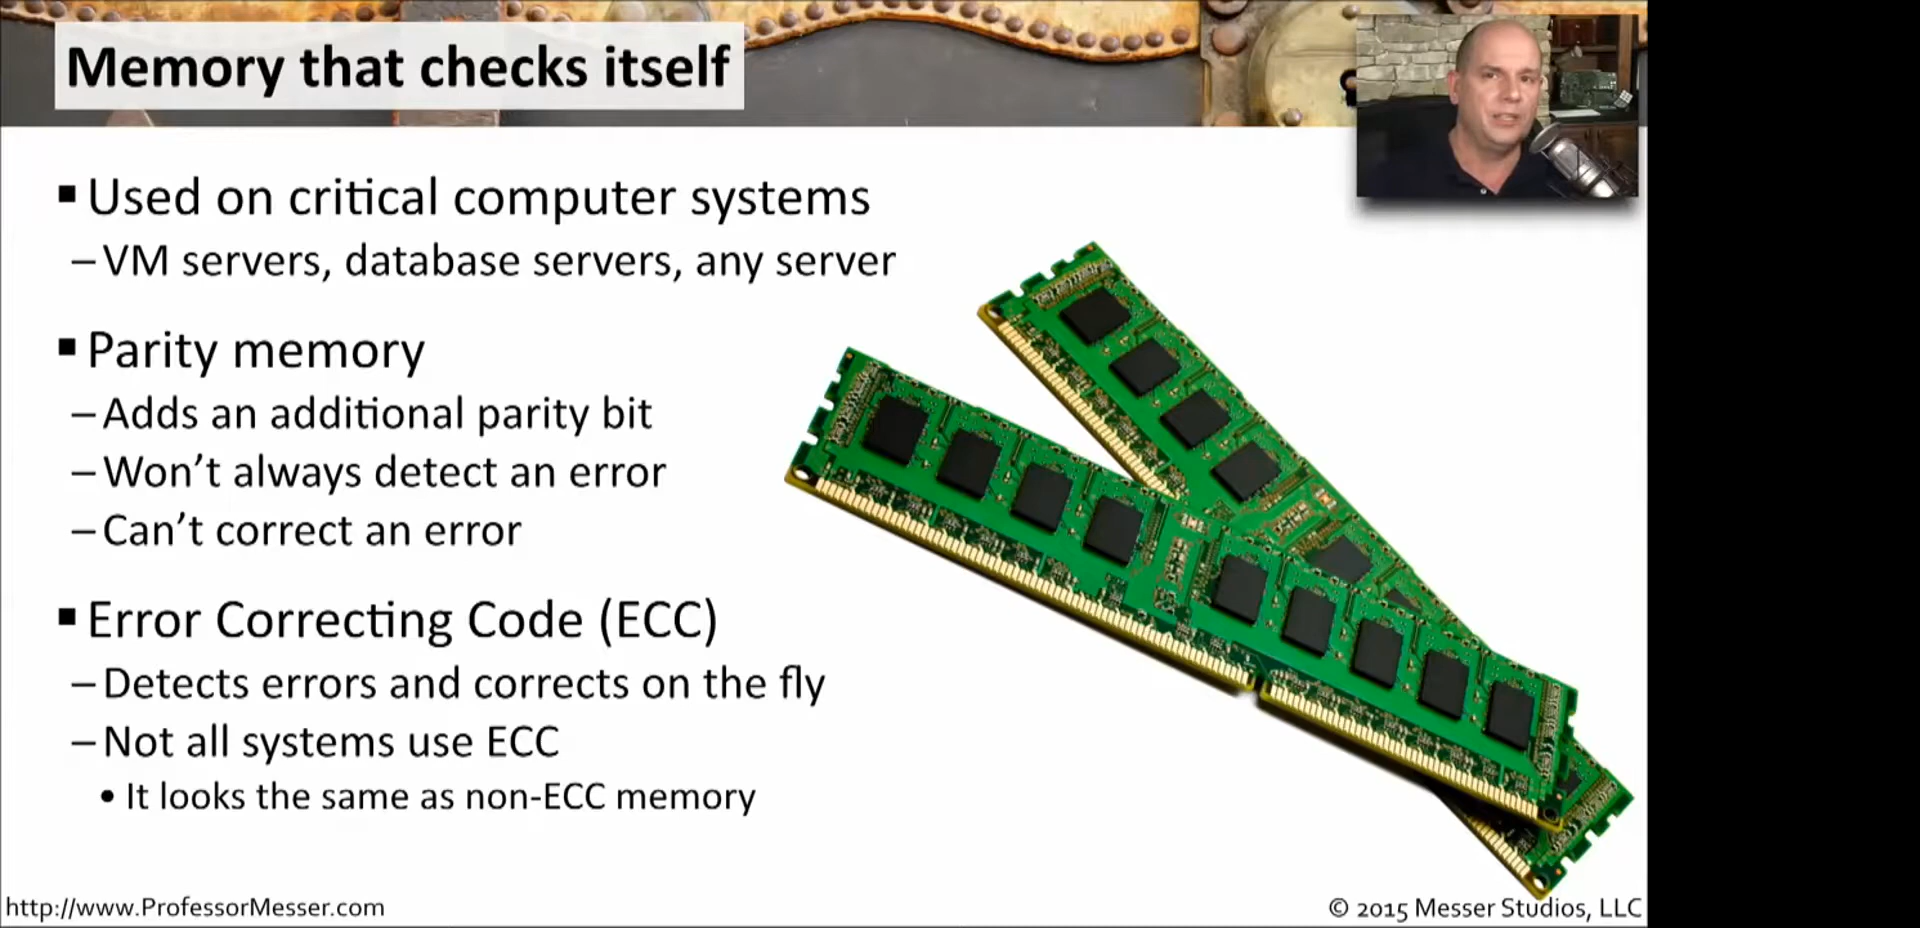 Memory that checks itself
▪ Used on critical computer systems
– VM servers, database servers, any server
▪ Parity memory
– Adds an additional parity bit
– Won’t always detect an error
– Can’t correct an error
▪ Error Correcting Code (ECC)
– Detects errors and corrects on the fly
– Not all systems use ECC
• It looks the same as non-ECC memory
http://www.ProfessorMesser.com
© 2015 Messer Studios, LLC